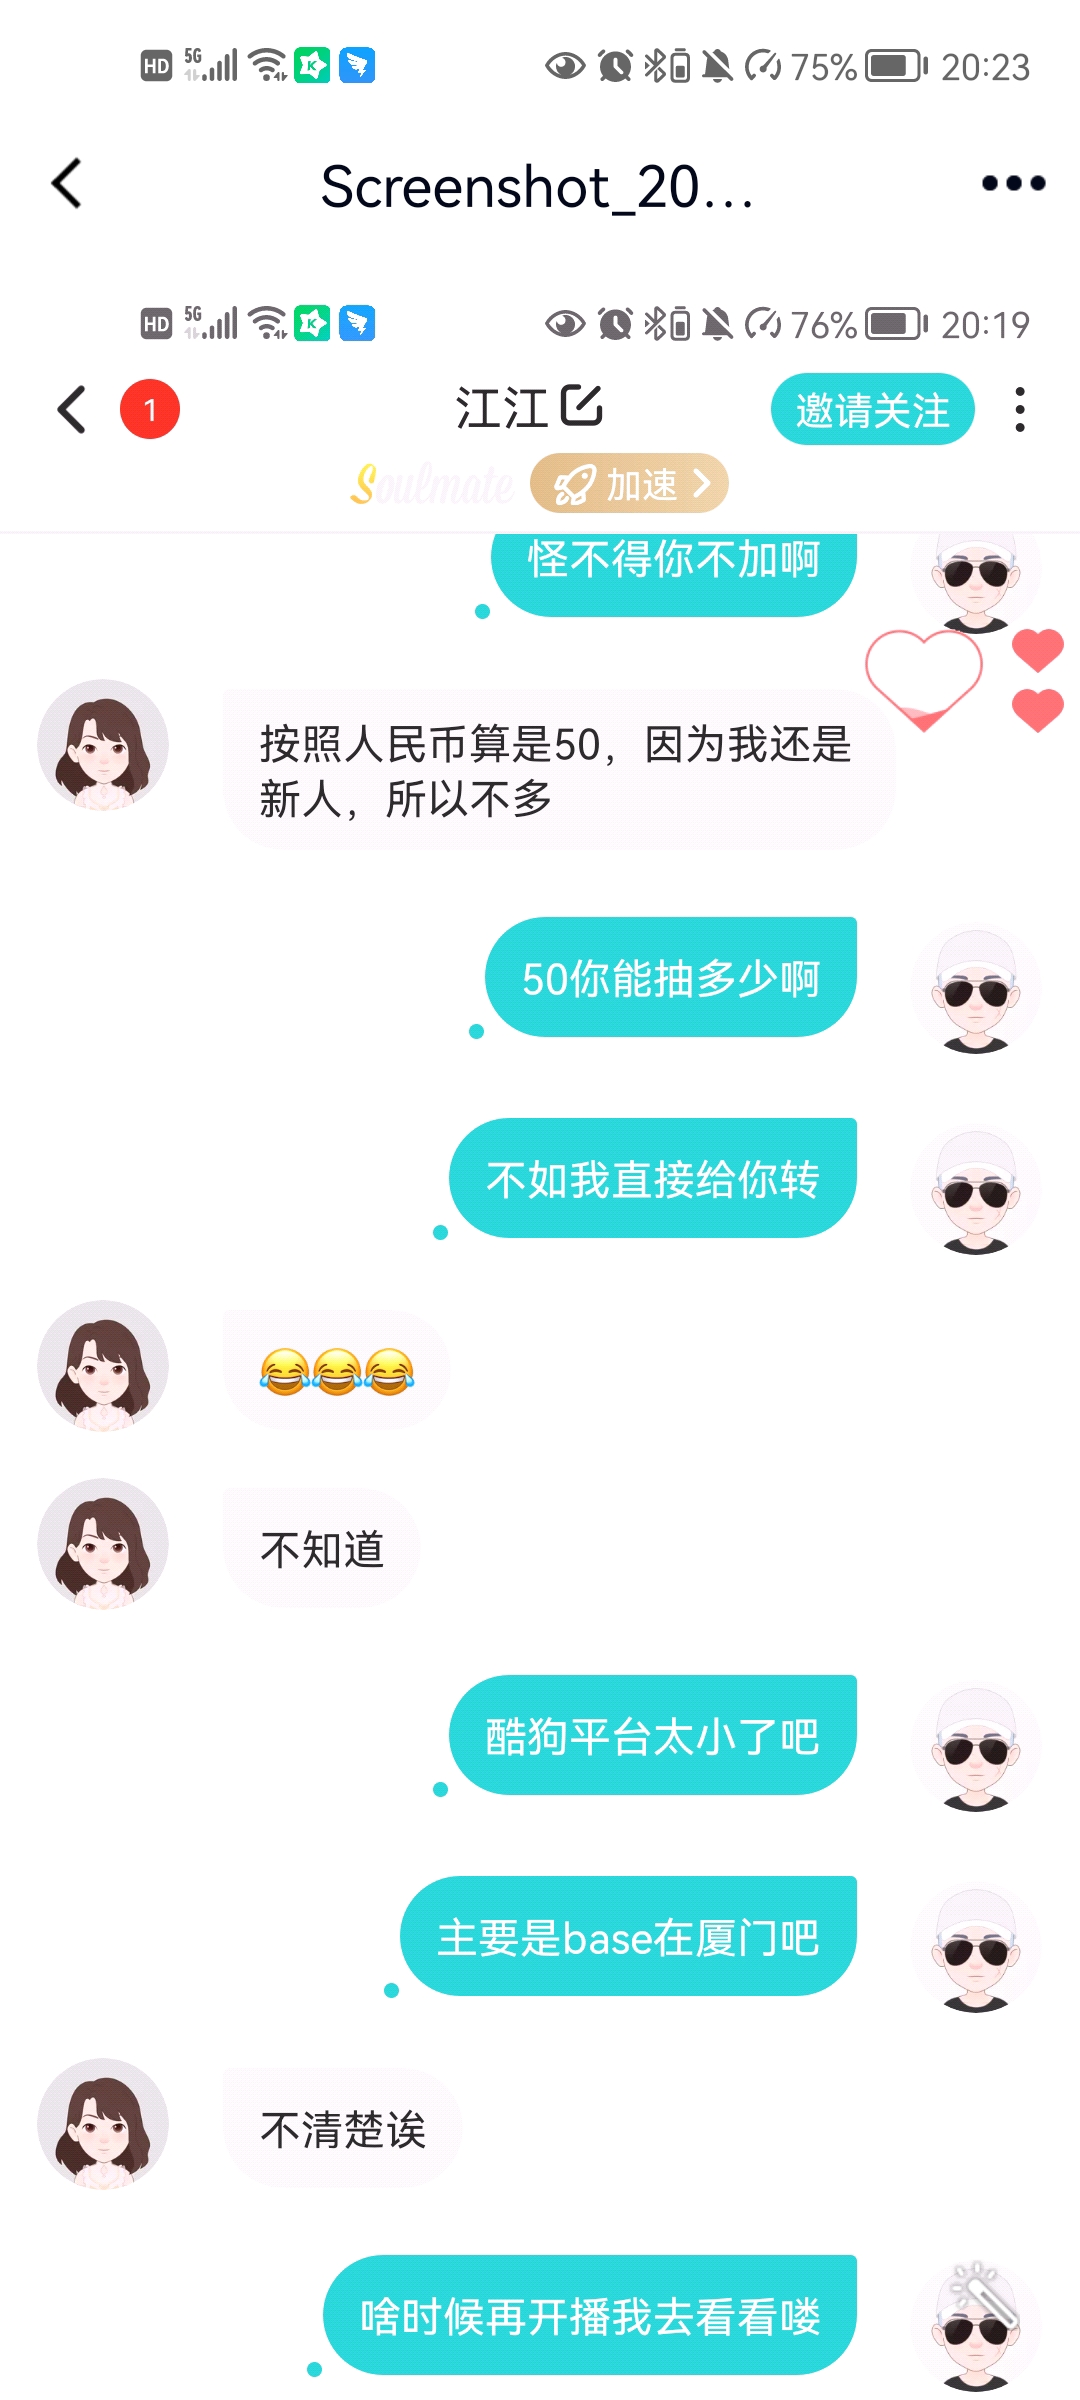 HD 5G K 75% 20:23
Screenshot_20...
HD 5G K 76% 20:19
1 江江 邀请关注
Soulmate 加速
怪不得你不加啊
按照人民币算是50，因为我还是
新人，所以不多
50你能抽多少啊
不如我直接给你转
😂😂😂
不知道
酷狗平台太小了吧
主要是base在厦门吧
不清楚诶
啥时候再开播我去看看喽